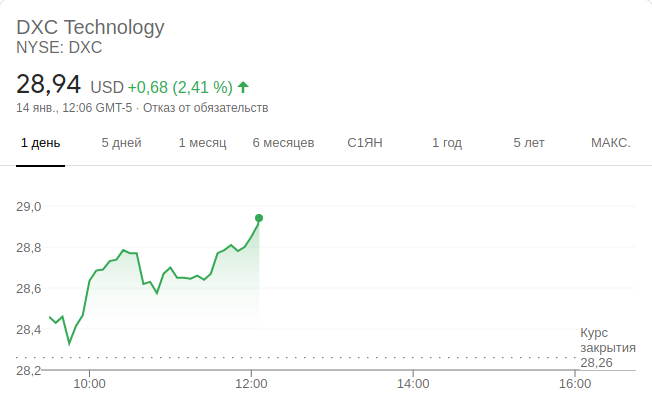 DXC Technology
NYSE: DXC
28,94 USD +0,68 (2,41 %)
14 янв., 12:06 GMT-5 · Отказ от обязательств
1 день 5 дней 1 месяц 6 месяцев С1ЯН 1 год 5 лет МАКС.
29,0
28,8
28,6
28,4
28,2
Курс
закрытия
28,26
10:00 12:00 14:00 16:00